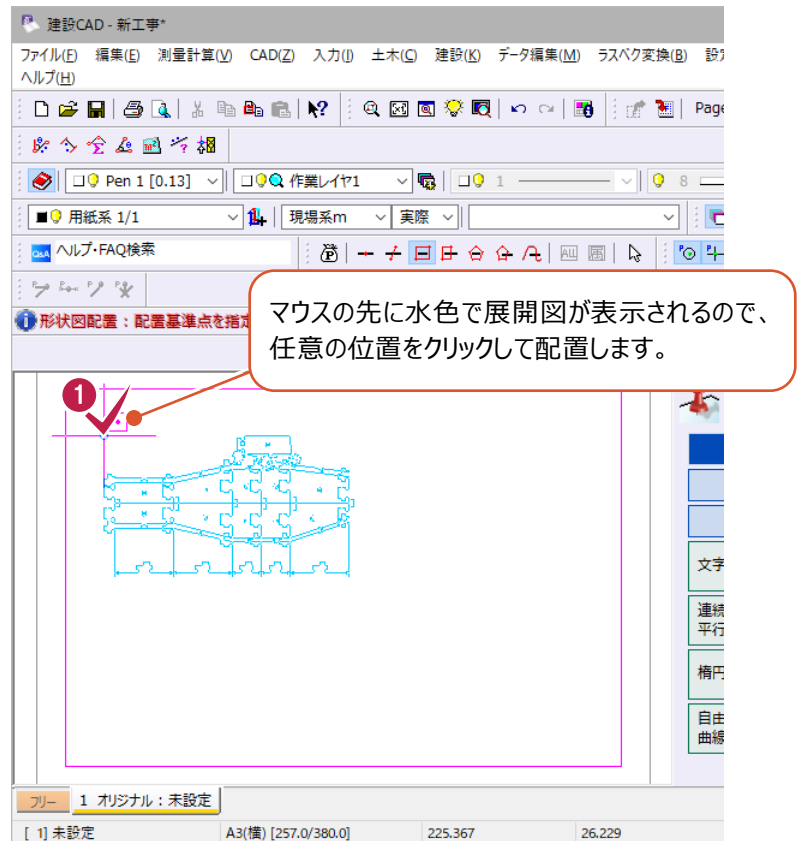 建設CAD - 新工事*
ファイル(F) 編集(E) 測量計算(V) CAD(Z) 入力(I) 土木(C) 建設(K) データ編集(M) ラスベク変換(B) 設定
ヘルプ(H)
Page
Pen 1 [0.13] 作業レイヤ1 1 8
用紙系 1/1 現場系m 実際
Q&A ヘルプ・FAQ検索
形状図配置：配置基準点を指定
マウスの先に水色で展開図が表示されるので、
任意の位置をクリックして配置します。
1
文字
連続
平行
楕円
自由
曲線
フリー 1 オリジナル：未設定
[ 1] 未設定 A3(横) [257.0/380.0] 225.367 26.229